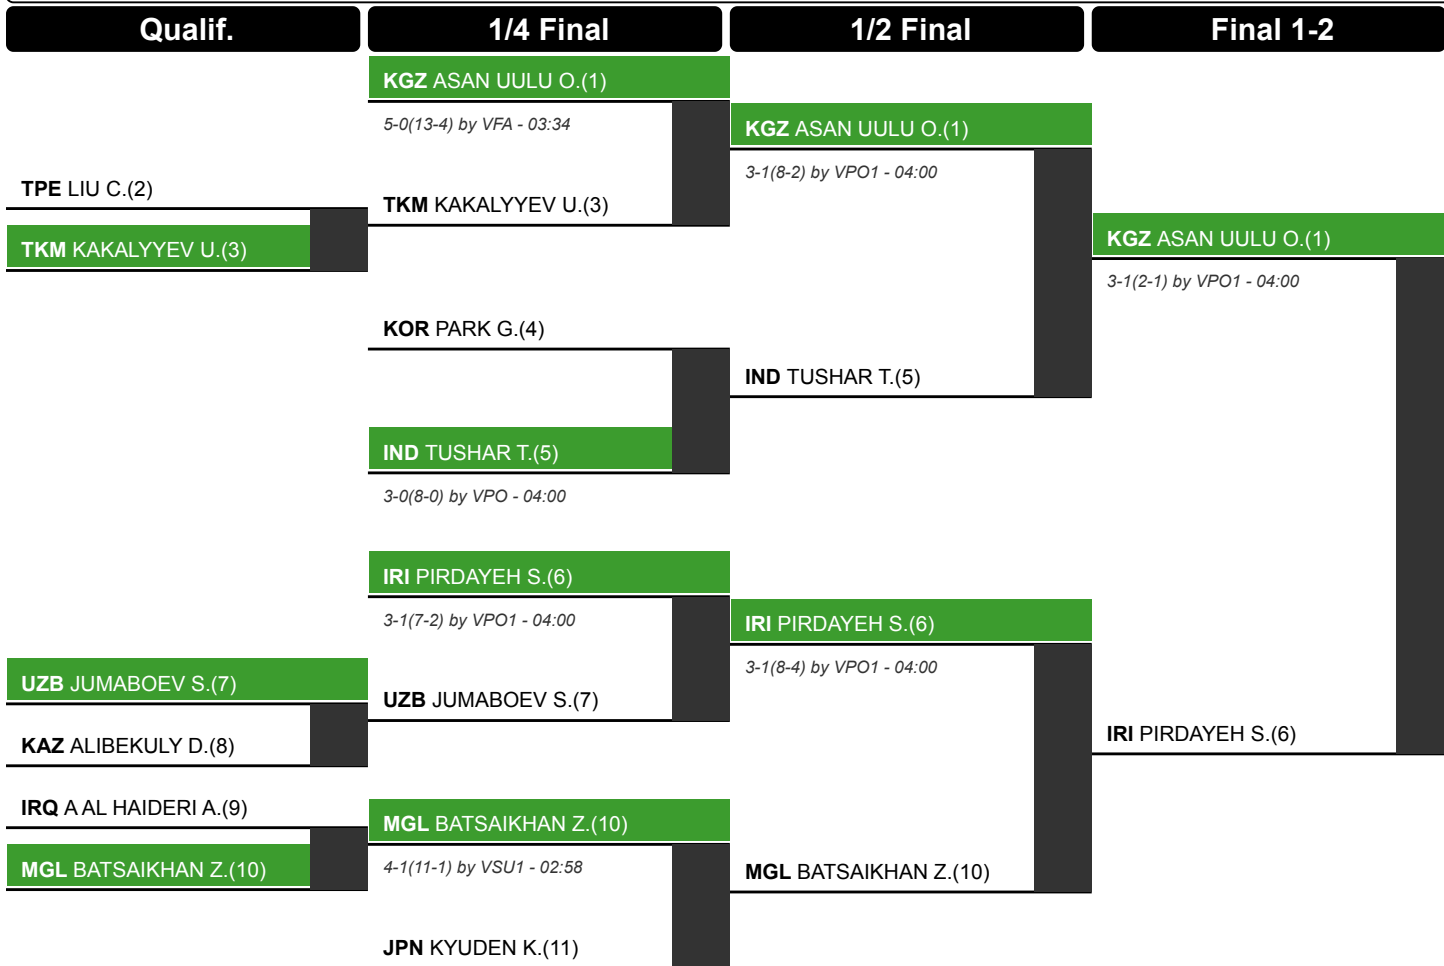 Qualif.
1/4 Final
1/2 Final
Final 1-2
TPE LIU C.(2)
TKM KAKALYYEV U.(3)
UZB JUMABOEV S.(7)
KAZ ALIBEKULY D.(8)
IRQ A AL HAIDERI A.(9)
MGL BATSAIKHAN Z.(10)
KGZ ASAN UULU O.(1)
5-0(13-4) by VFA - 03:34
TKM KAKALYYEV U.(3)
KOR PARK G.(4)
IND TUSHAR T.(5)
3-0(8-0) by VPO - 04:00
IRI PIRDAYEH S.(6)
3-1(7-2) by VPO1 - 04:00
UZB JUMABOEV S.(7)
MGL BATSAIKHAN Z.(10)
4-1(11-1) by VSU1 - 02:58
JPN KYUDEN K.(11)
KGZ ASAN UULU O.(1)
3-1(8-2) by VPO1 - 04:00
IND TUSHAR T.(5)
IRI PIRDAYEH S.(6)
3-1(8-4) by VPO1 - 04:00
MGL BATSAIKHAN Z.(10)
KGZ ASAN UULU O.(1)
3-1(2-1) by VPO1 - 04:00
IRI PIRDAYEH S.(6)